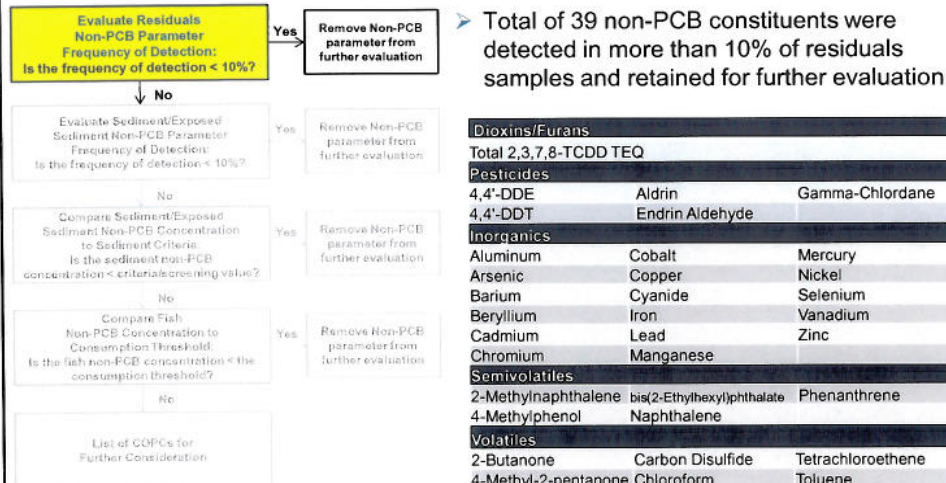 Evaluate Residuals
Non-PCB Parameter
Frequency of Detection:
Is the frequency of detection < 10%?
Yes
Remove Non-PCB
parameter from
further evaluation
No
Evaluate Sediment/Exposed
Sediment Non-PCB Parameter
Frequency of Detection:
Is the frequency of detection < 10%?
Yes
Remove Non-PCB
parameter from
further evaluation
No
Compare Sediment/Exposed
Sediment Non-PCB Concentration
to Sediment Criteria:
Is the sediment non-PCB
concentration < criteria/screening value?
Yes
Remove Non-PCB
parameter from
further evaluation
No
Compare Fish
Non-PCB Concentration to
Consumption Threshold:
Is the fish non-PCB concentration < the
consumption threshold?
Yes
Remove Non-PCB
parameter from
further evaluation
No
List of COPCs for
Further Consideration
➢ Total of 39 non-PCB constituents were
detected in more than 10% of residuals
samples and retained for further evaluation
Dioxins/Furans
Total 2,3,7,8-TCDD TEQ
Pesticides
4,4'-DDE Aldrin Gamma-Chlordane
4,4'-DDT Endrin Aldehyde
Inorganics
Aluminum Cobalt Mercury
Arsenic Copper Nickel
Barium Cyanide Selenium
Beryllium Iron Vanadium
Cadmium Lead Zinc
Chromium Manganese
Semivolatiles
2-Methylnaphthalene bis(2-Ethylhexyl)phthalate Phenanthrene
4-Methylphenol Naphthalene
Volatiles
2-Butanone Carbon Disulfide Tetrachloroethene
4-Methyl-2-pentanone Chloroform Toluene